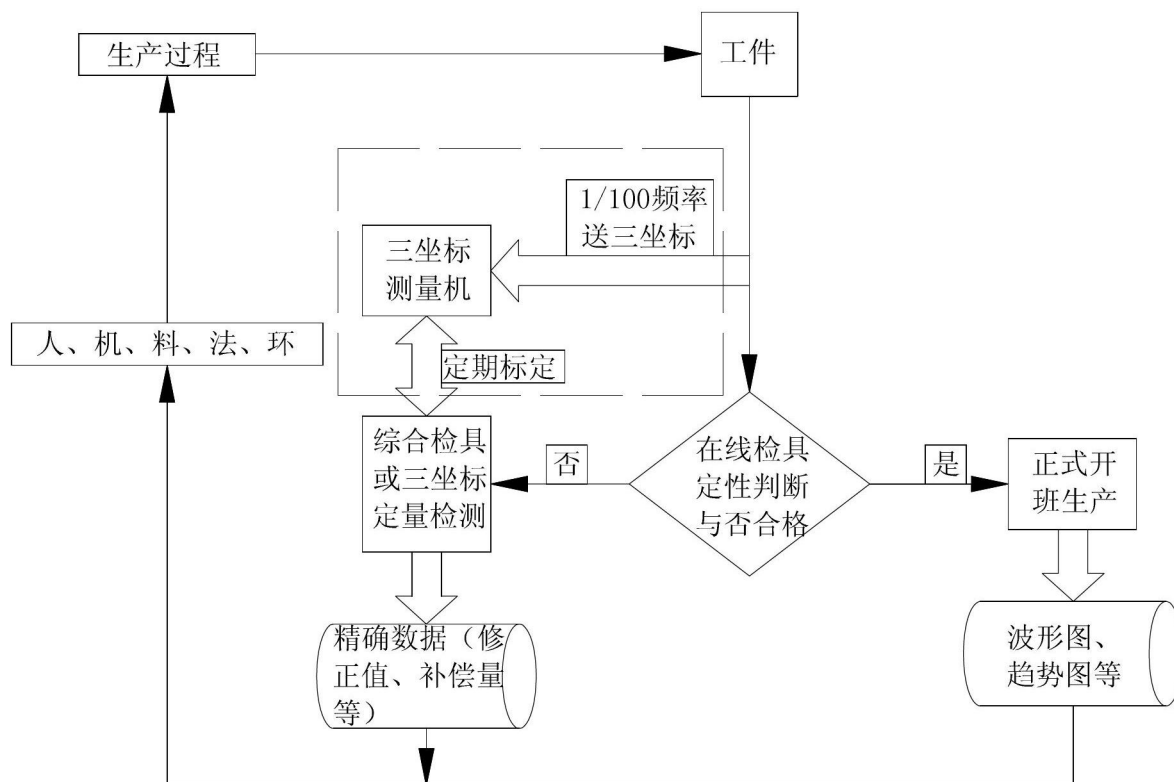 生产过程
工件
1/100频率
送三坐标
三坐标
测量机
人、机、料、法、环
定期标定
综合检具
或三坐标
定量检测
否
在线检具
定性判断
与否合格
是
正式开
班生产
精确数据（修
正值、补偿量
等）
波形图、
趋势图等